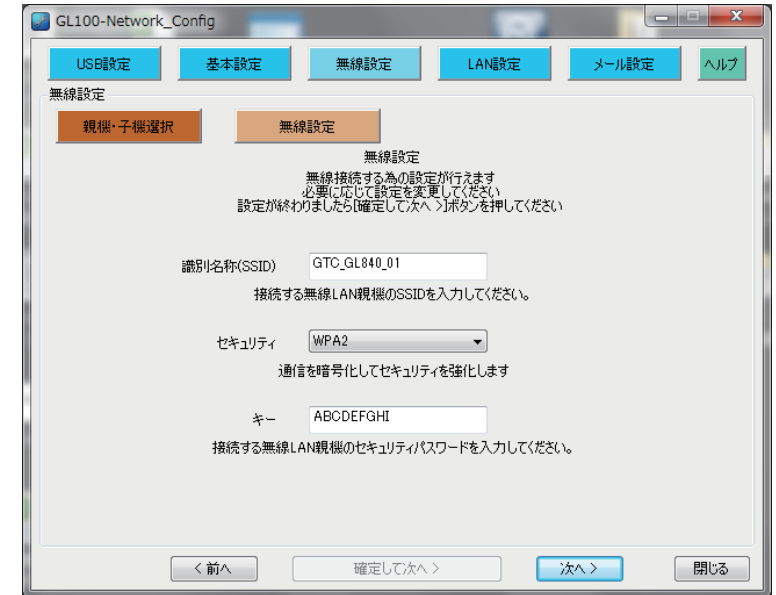 GL100-Network_Config
USB設定 基本設定 無線設定 LAN設定 メール設定 ヘルプ
無線設定
親機・子機選択 無線設定
無線設定
無線接続する為の設定が行えます
必要に応じて設定を変更してください
設定が終わりましたら[確定して次へ >]ボタンを押してください
識別名称(SSID) GTC_GL840_01
接続する無線LAN親機のSSIDを入力してください。
セキュリティ WPA2
通信を暗号化してセキュリティを強化します
キー ABCDEFGHI
接続する無線LAN親機のセキュリティパスワードを入力してください。
< 前へ 確定して次へ > 次へ > 閉じる